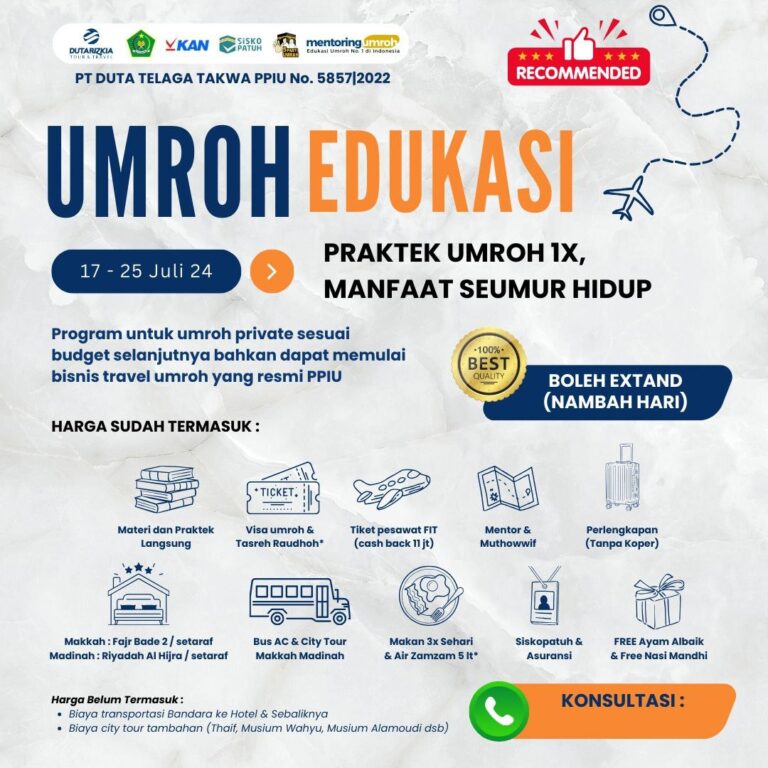 DUTARIZKIA
TOUR & TRAVEL
KAN
SISKO
PATUH
mentoringumroh
Edukasi Umroh No. 1 di Indonesia
PT DUTA TELAGA TAKWA PPIU No. 5857|2022
RECOMMENDED
UMROH EDUKASI
17 - 25 Juli 24
PRAKTEK UMROH 1X,
MANFAAT SEUMUR HIDUP
Program untuk umroh private sesuai
budget selanjutnya bahkan dapat memulai
bisnis travel umroh yang resmi PPIU
•100%•
BEST
QUALITY
BOLEH EXTAND
(NAMBAH HARI)
HARGA SUDAH TERMASUK :
TICKET
Materi dan Praktek
Langsung
Visa umroh &
Tasreh Raudhoh*
Tiket pesawat FIT
(cash back 11 jt)
Mentor &
Muthowwif
Perlengkapan
(Tanpa Koper)
Makkah : Fajr Bade 2 / setaraf
Madinah : Riyadah Al Hijra / setaraf
Bus AC & City Tour
Makkah Madinah
Makan 3x Sehari
& Air Zamzam 5 lt*
Siskopatuh &
Asuransi
FREE Ayam Albaik
& Free Nasi Mandhi
Harga Belum Termasuk :
• Biaya transportasi Bandara ke Hotel & Sebaliknya
• Biaya city tour tambahan (Thaif, Musium Wahyu, Musium Alamoudi dsb)
KONSULTASI :